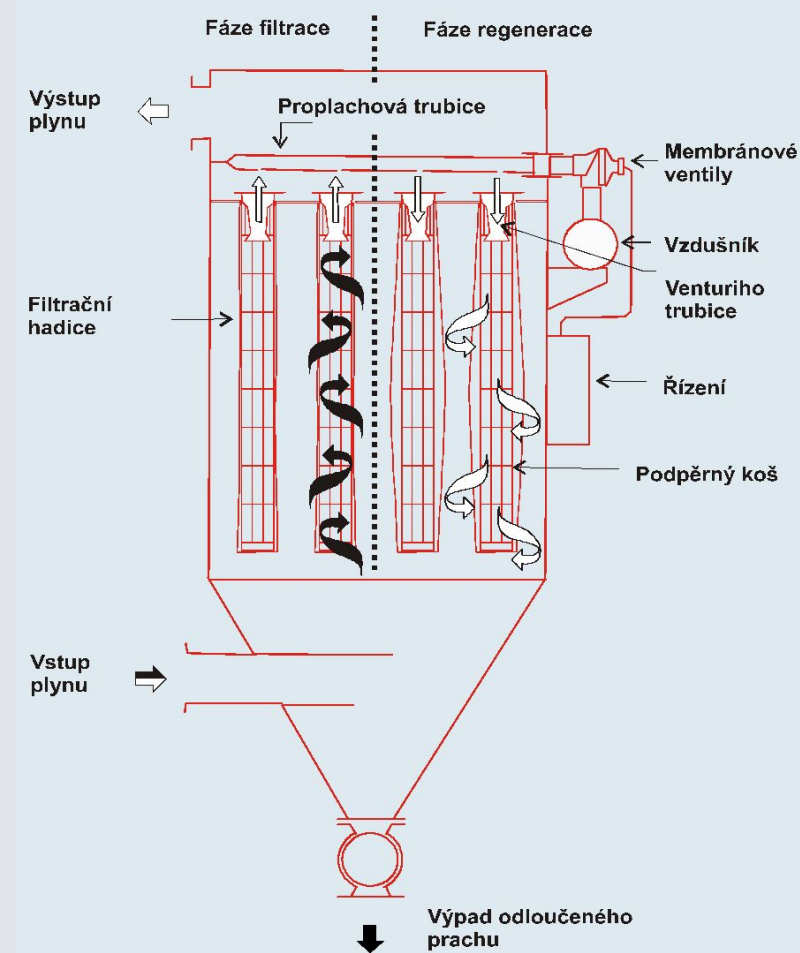 Fáze filtrace
Fáze regenerace
Výstup
plynu
Proplachová trubice
Membránové
ventily
Vzdušník
Venturiho
trubice
Filtrační
hadice
Řízení
Podpěrný koš
Vstup
plynu
Výpad odloučeného
prachu